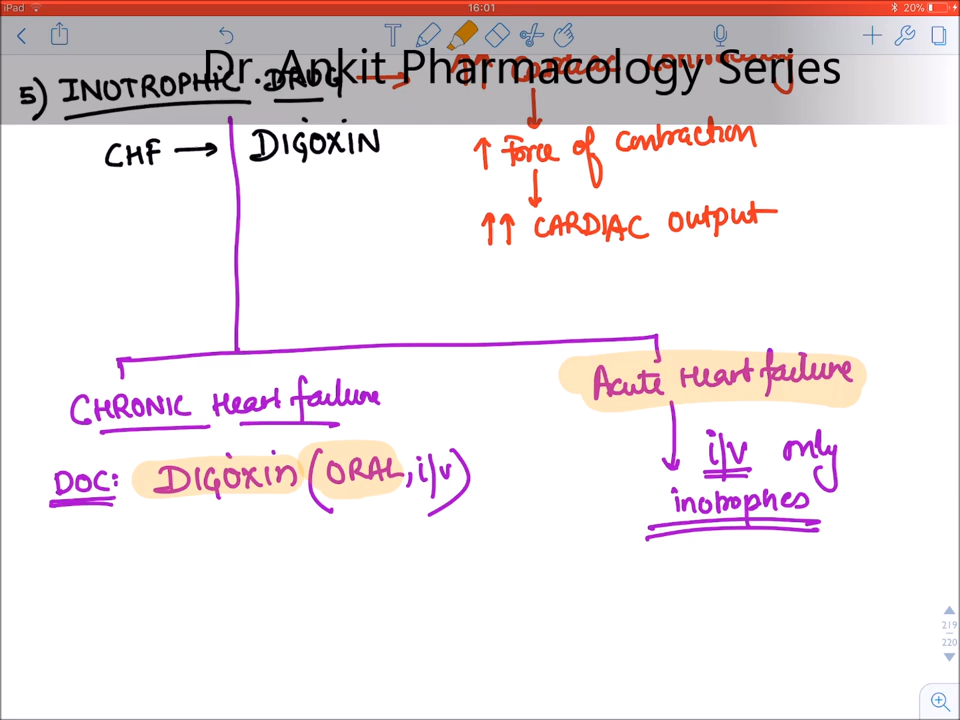 iPad 16:01 20%
Dr. Ankit Pharmacology Series
5) INOTROPHIC DRUG → ↑↑ Cardiac
CHF → DIGOXIN
↑ Force of contraction
↑↑ CARDIAC output
CHRONIC Heart failure
Acute Heart failure
DOC: DIGOXIN (ORAL, i/v)
i/v only
inotrophes
219
220